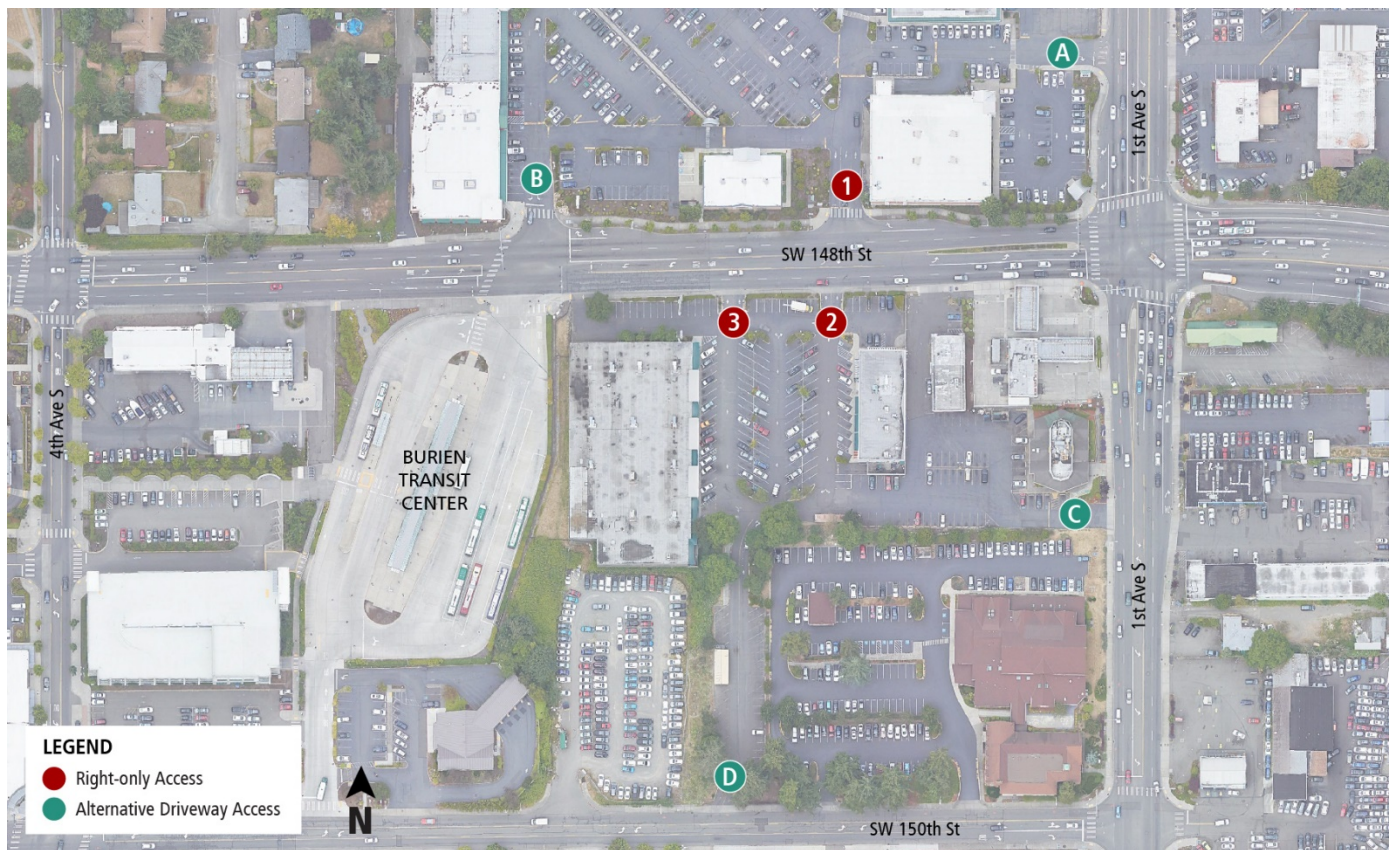 A
1st Ave S
B
1
SW 148th St
3
2
4th Ave S
BURIEN
TRANSIT
CENTER
C
1st Ave S
LEGEND
Right-only Access
Alternative Driveway Access
N
D
SW 150th St